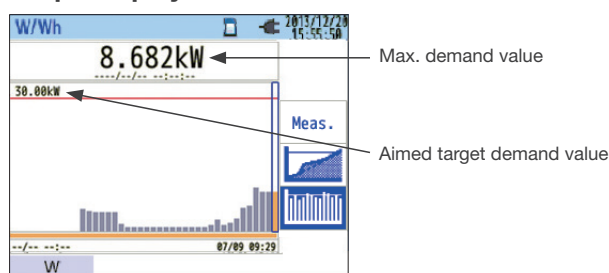 W/Wh
2013/12/20
15:55:50
8.682kW
----/--/-- --:--:--
Max. demand value
30.00kW
Meas.
Aimed target demand value
--/-- --:--
07/09 09:29
W